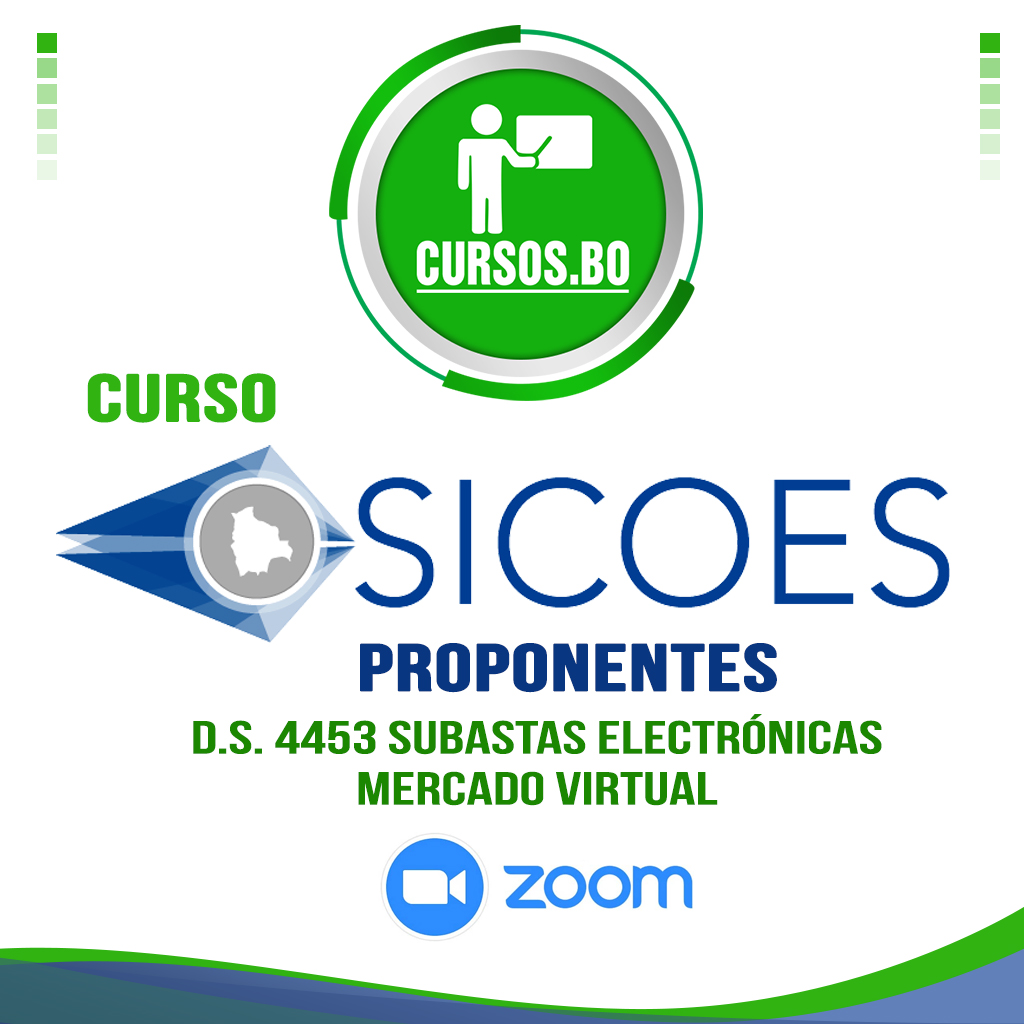 CURSOS.BO
CURSO
SICOES
PROPONENTES
D.S. 4453 SUBASTAS ELECTRÓNICAS
MERCADO VIRTUAL
zoom